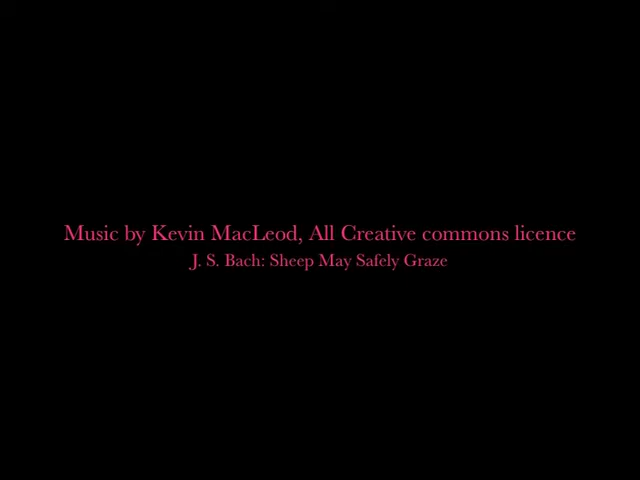 Music by Kevin MacLeod, All Creative commons licence
J. S. Bach: Sheep May Safely Graze